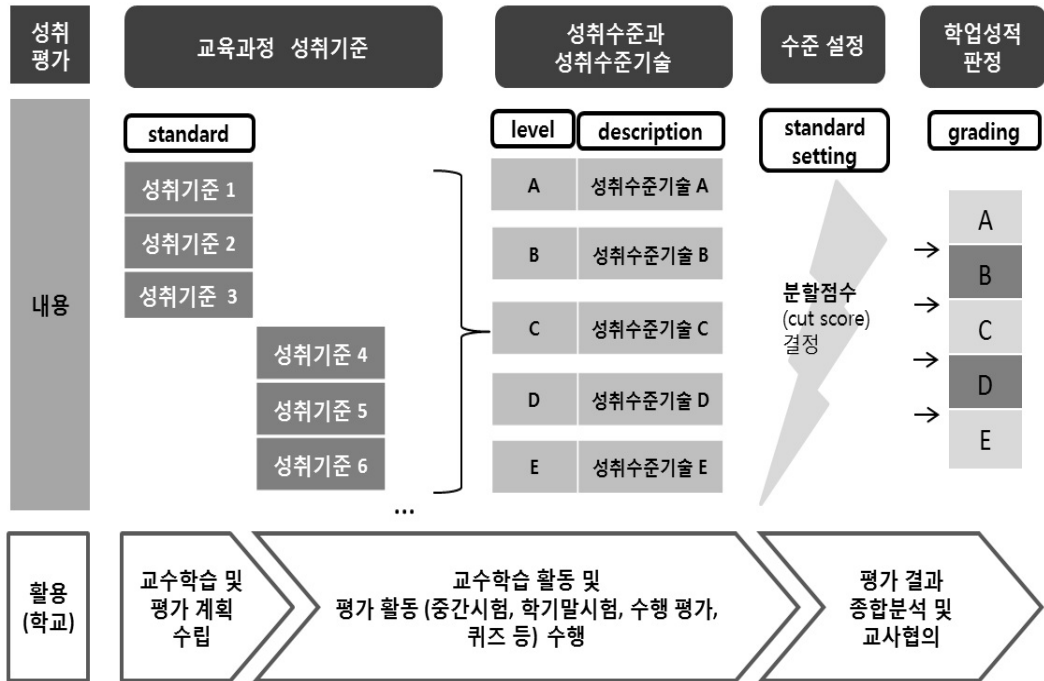 성취
평가
교육과정 성취기준
성취수준과
성취수준기술
수준 설정
학업성적
판정
내용
standard
성취기준 1
성취기준 2
성취기준 3
성취기준 4
성취기준 5
성취기준 6
...
level
description
A
성취수준기술 A
B
성취수준기술 B
C
성취수준기술 C
D
성취수준기술 D
E
성취수준기술 E
standard
setting
분할점수
(cut score)
결정
grading
A
B
C
D
E
활용
(학교)
교수학습 및
평가 계획
수립
교수학습 활동 및
평가 활동 (중간시험, 학기말시험, 수행 평가,
퀴즈 등) 수행
평가 결과
종합분석 및
교사협의